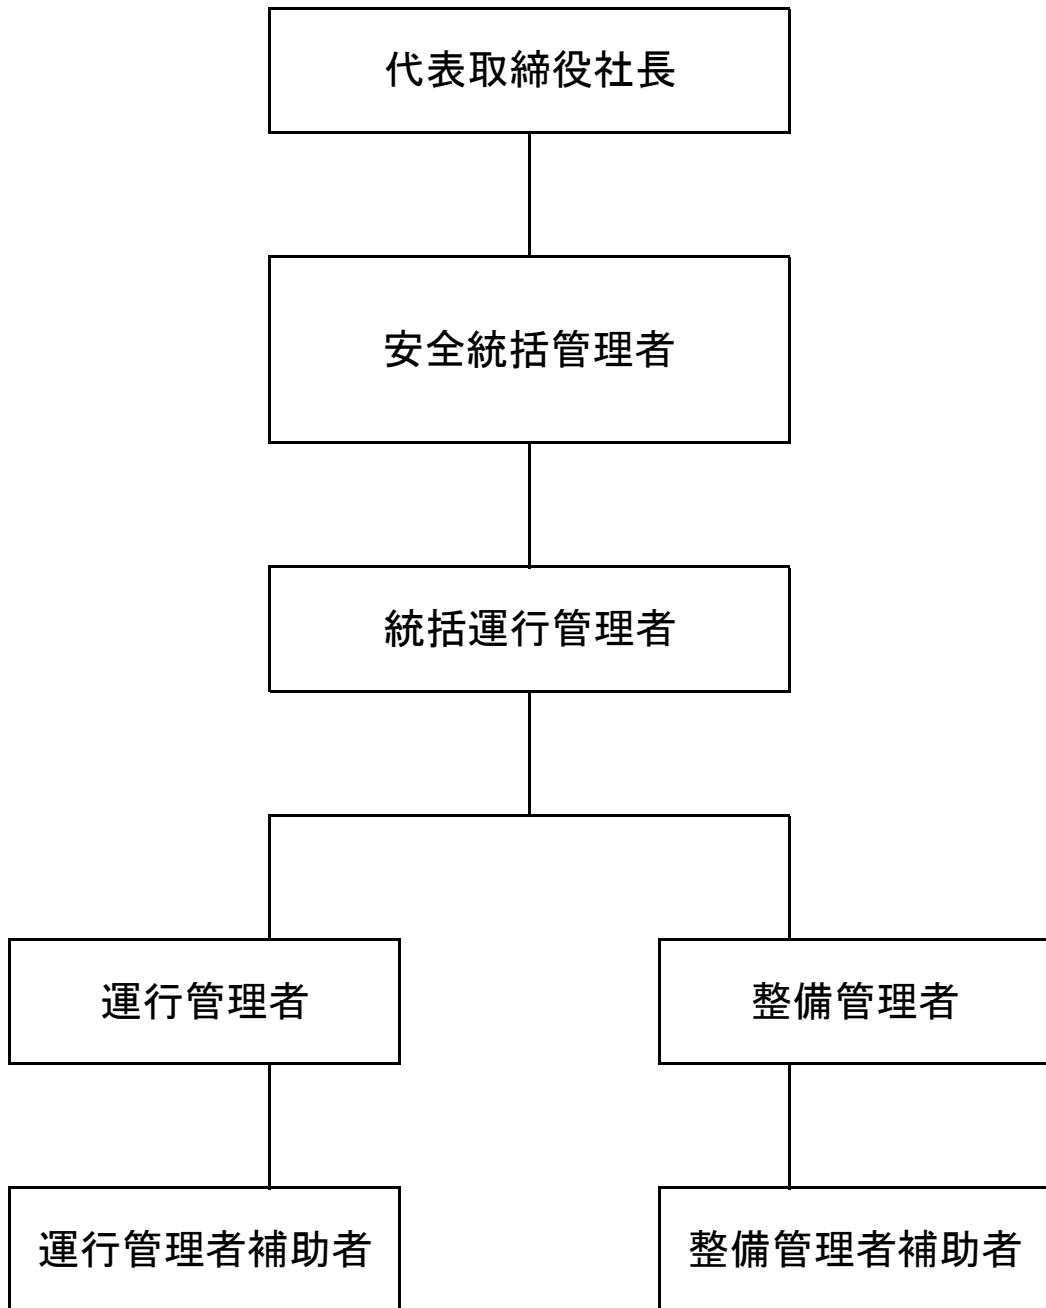 代表取締役社長
安全統括管理者
統括運行管理者
運行管理者
整備管理者
運行管理者補助者
整備管理者補助者